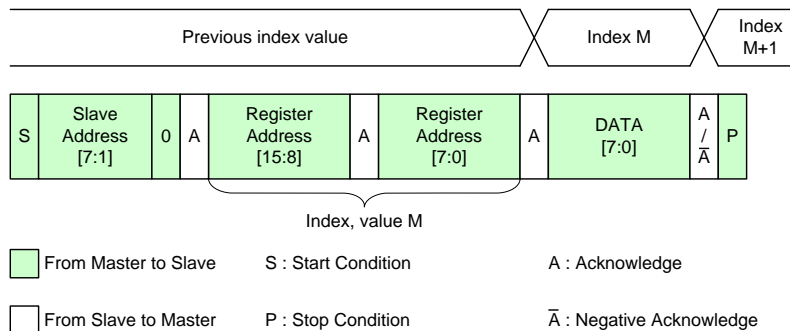 Previous index value
Index M
Index
M+1
S
Slave
Address
[7:1]
0
A
Register
Address
[15:8]
A
Register
Address
[7:0]
A
DATA
[7:0]
A
/
A̅
P
Index, value M
From Master to Slave
S : Start Condition
A : Acknowledge
From Slave to Master
P : Stop Condition
A̅ : Negative Acknowledge